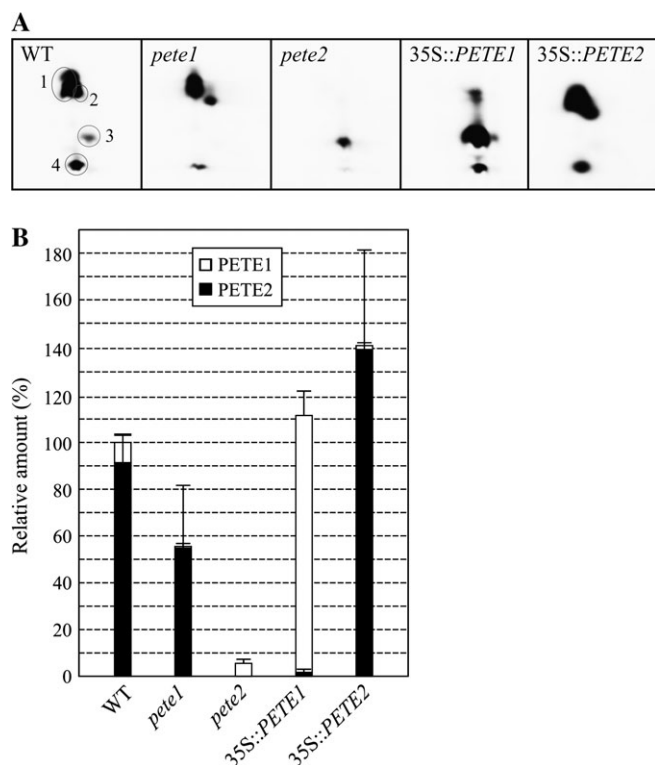 A
WT pete1 pete2 35S::PETE1 35S::PETE2
1
2
3
4
B
PETE1
PETE2
Relative amount (%)
180
160
140
120
100
80
60
40
20
0
WT pete1 pete2 35S::PETE1 35S::PETE2